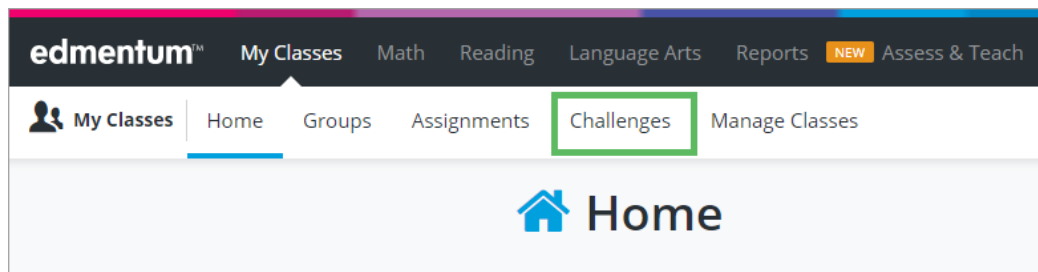 edmentum™ My Classes Math Reading Language Arts Reports NEW Assess & Teach
My Classes Home Groups Assignments Challenges Manage Classes
Home